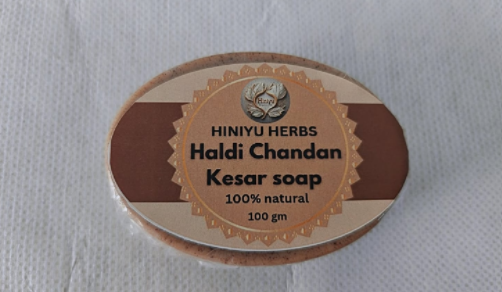 HINIYU HERBS
Haldi Chandan
Kesar soap
100% natural
100 gm